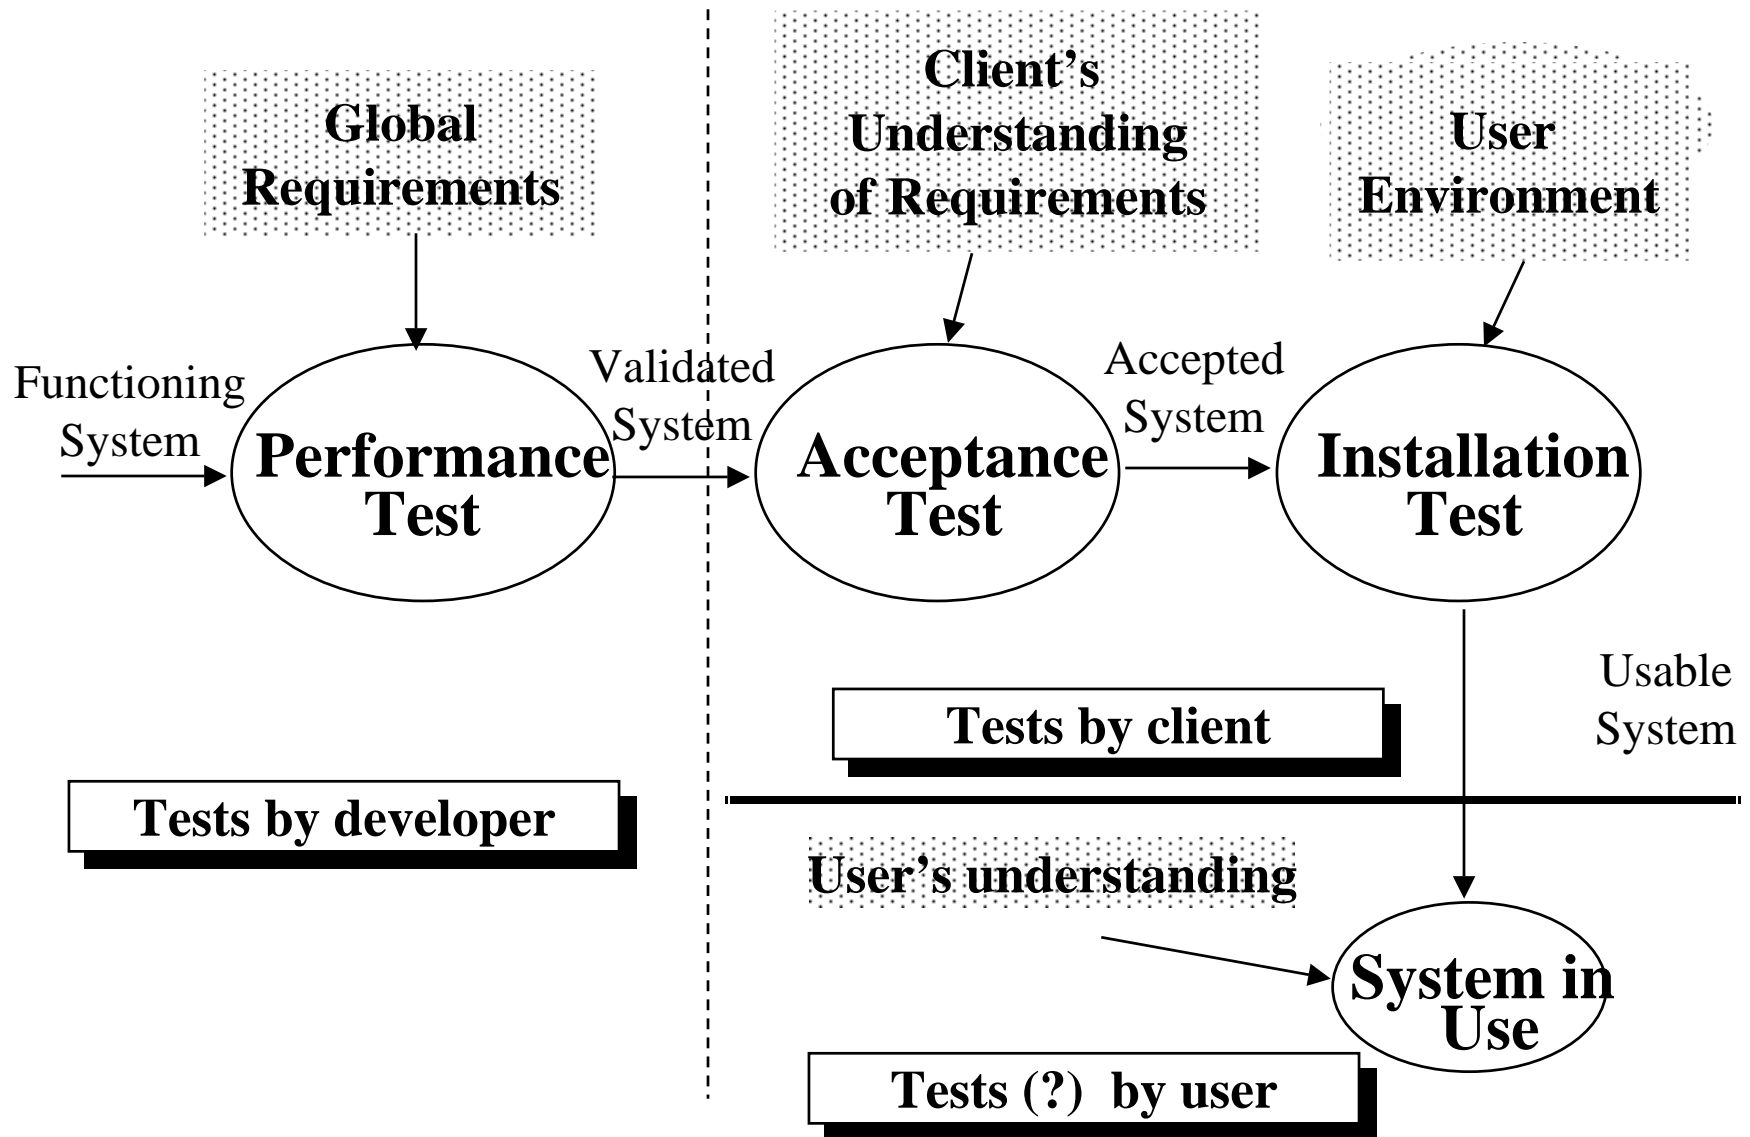 Global
Requirements
Client's
Understanding
of Requirements
User
Environment
Functioning
System
Validated
System
Accepted
System
Performance
Test
Acceptance
Test
Installation
Test
Usable
System
Tests by client
Tests by developer
User's understanding
System in
Use
Tests (?) by user